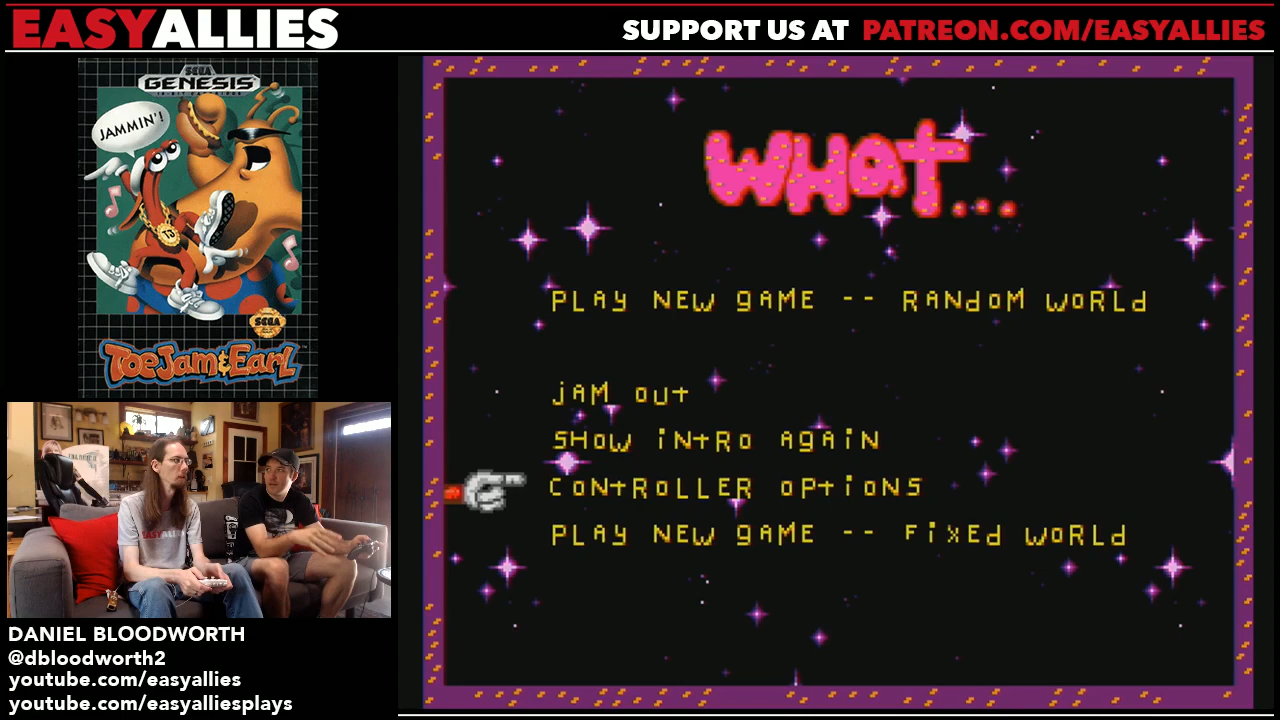 EASYALLIES
SUPPORT US AT PATREON.COM/EASYALLIES
SEGA
GENESIS
JAMMIN'!
TJ
SEGA
ToeJam & Earl
WHAT...
PLAY NEW gAME -- RANdOM WORLd
jAM OUt
SHOW iNtRO AgAiN
CONtROLLER OPtiONS
PLAY NEW gAME -- FiXEd WORLd
DANIEL BLOODWORTH
@dbloodworth2
youtube.com/easyallies
youtube.com/easyalliesplays